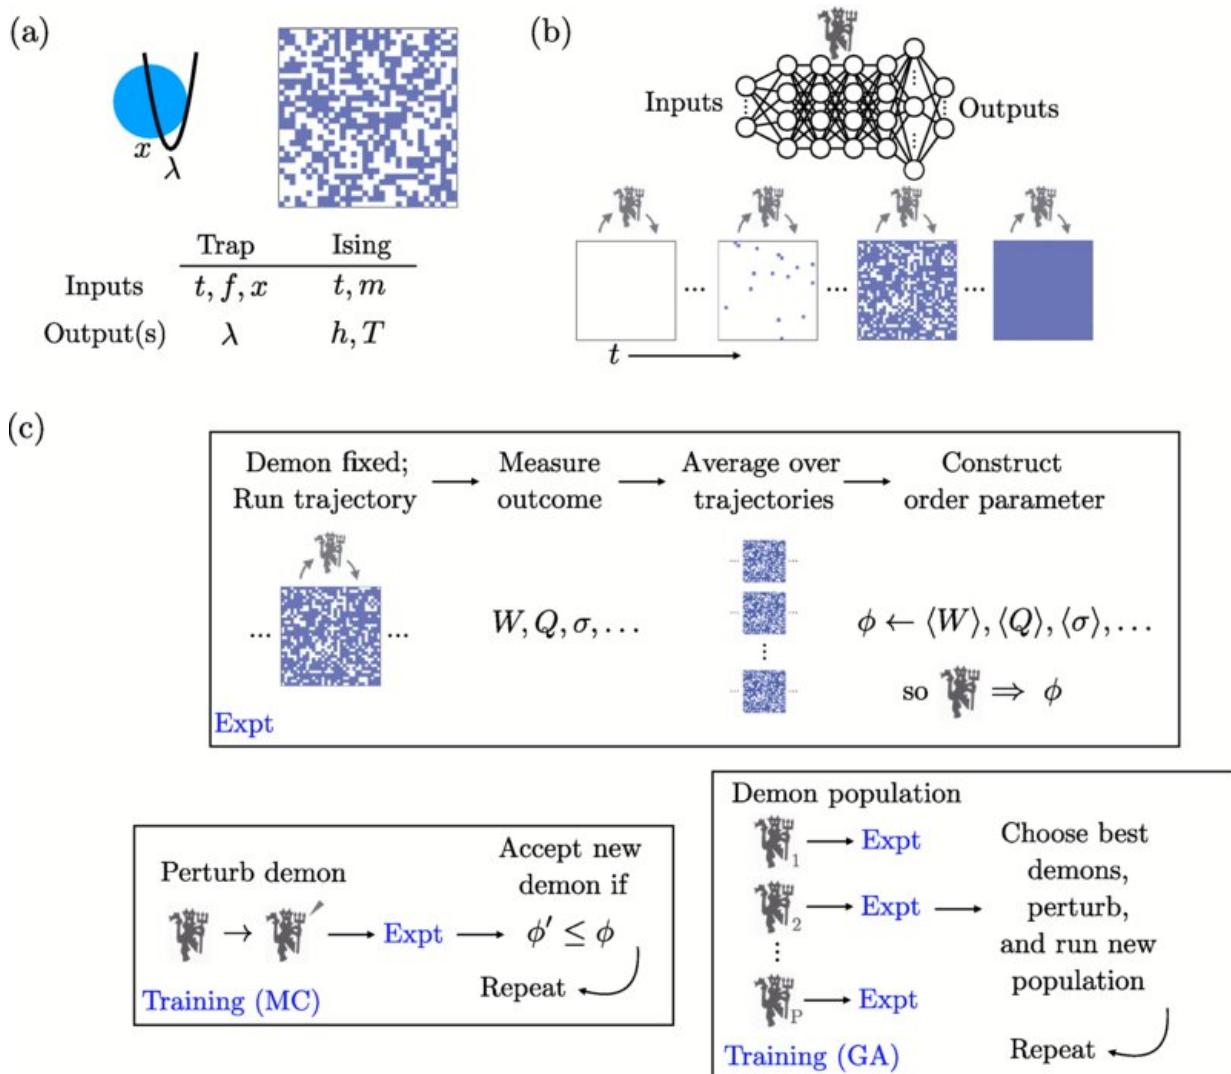 (a)
x
λ
Trap Ising
Inputs t, f, x t, m
Output(s) λ h, T
(b)
Inputs Outputs
... ... ...
t
(c)
Demon fixed; Measure Average over Construct
Run trajectory outcome trajectories order parameter
... ... W, Q, σ, ... ϕ ← ⟨W⟩, ⟨Q⟩, ⟨σ⟩, ...
so ⇒ ϕ
Expt
Perturb demon
Accept new
demon if
→ Expt ϕ′ ≤ ϕ
Repeat
Training (MC)
Demon population
1 Expt
2 Expt
⋮
P Expt
Choose best
demons,
perturb,
and run new
population
Repeat
Training (GA)